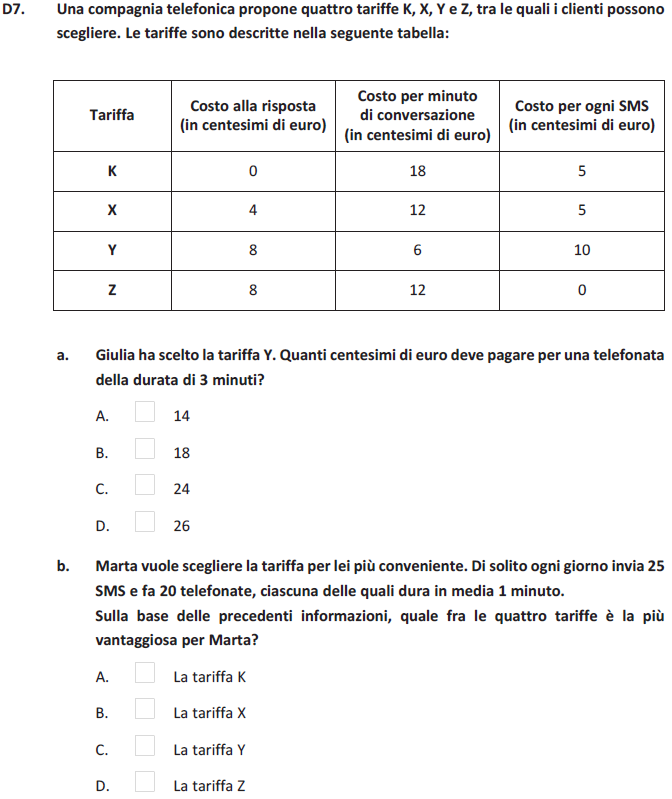 D7. Una compagnia telefonica propone quattro tariffe K, X, Y e Z, tra le quali i clienti possono
scegliere. Le tariffe sono descritte nella seguente tabella:
Tariffa
Costo alla risposta
(in centesimi di euro)
Costo per minuto
di conversazione
(in centesimi di euro)
Costo per ogni SMS
(in centesimi di euro)
K 0 18 5
X 4 12 5
Y 8 6 10
Z 8 12 0
a. Giulia ha scelto la tariffa Y. Quanti centesimi di euro deve pagare per una telefonata
della durata di 3 minuti?
A. 14
B. 18
C. 24
D. 26
b. Marta vuole scegliere la tariffa per lei più conveniente. Di solito ogni giorno invia 25
SMS e fa 20 telefonate, ciascuna delle quali dura in media 1 minuto.
Sulla base delle precedenti informazioni, quale fra le quattro tariffe è la più
vantaggiosa per Marta?
A. La tariffa K
B. La tariffa X
C. La tariffa Y
D. La tariffa Z